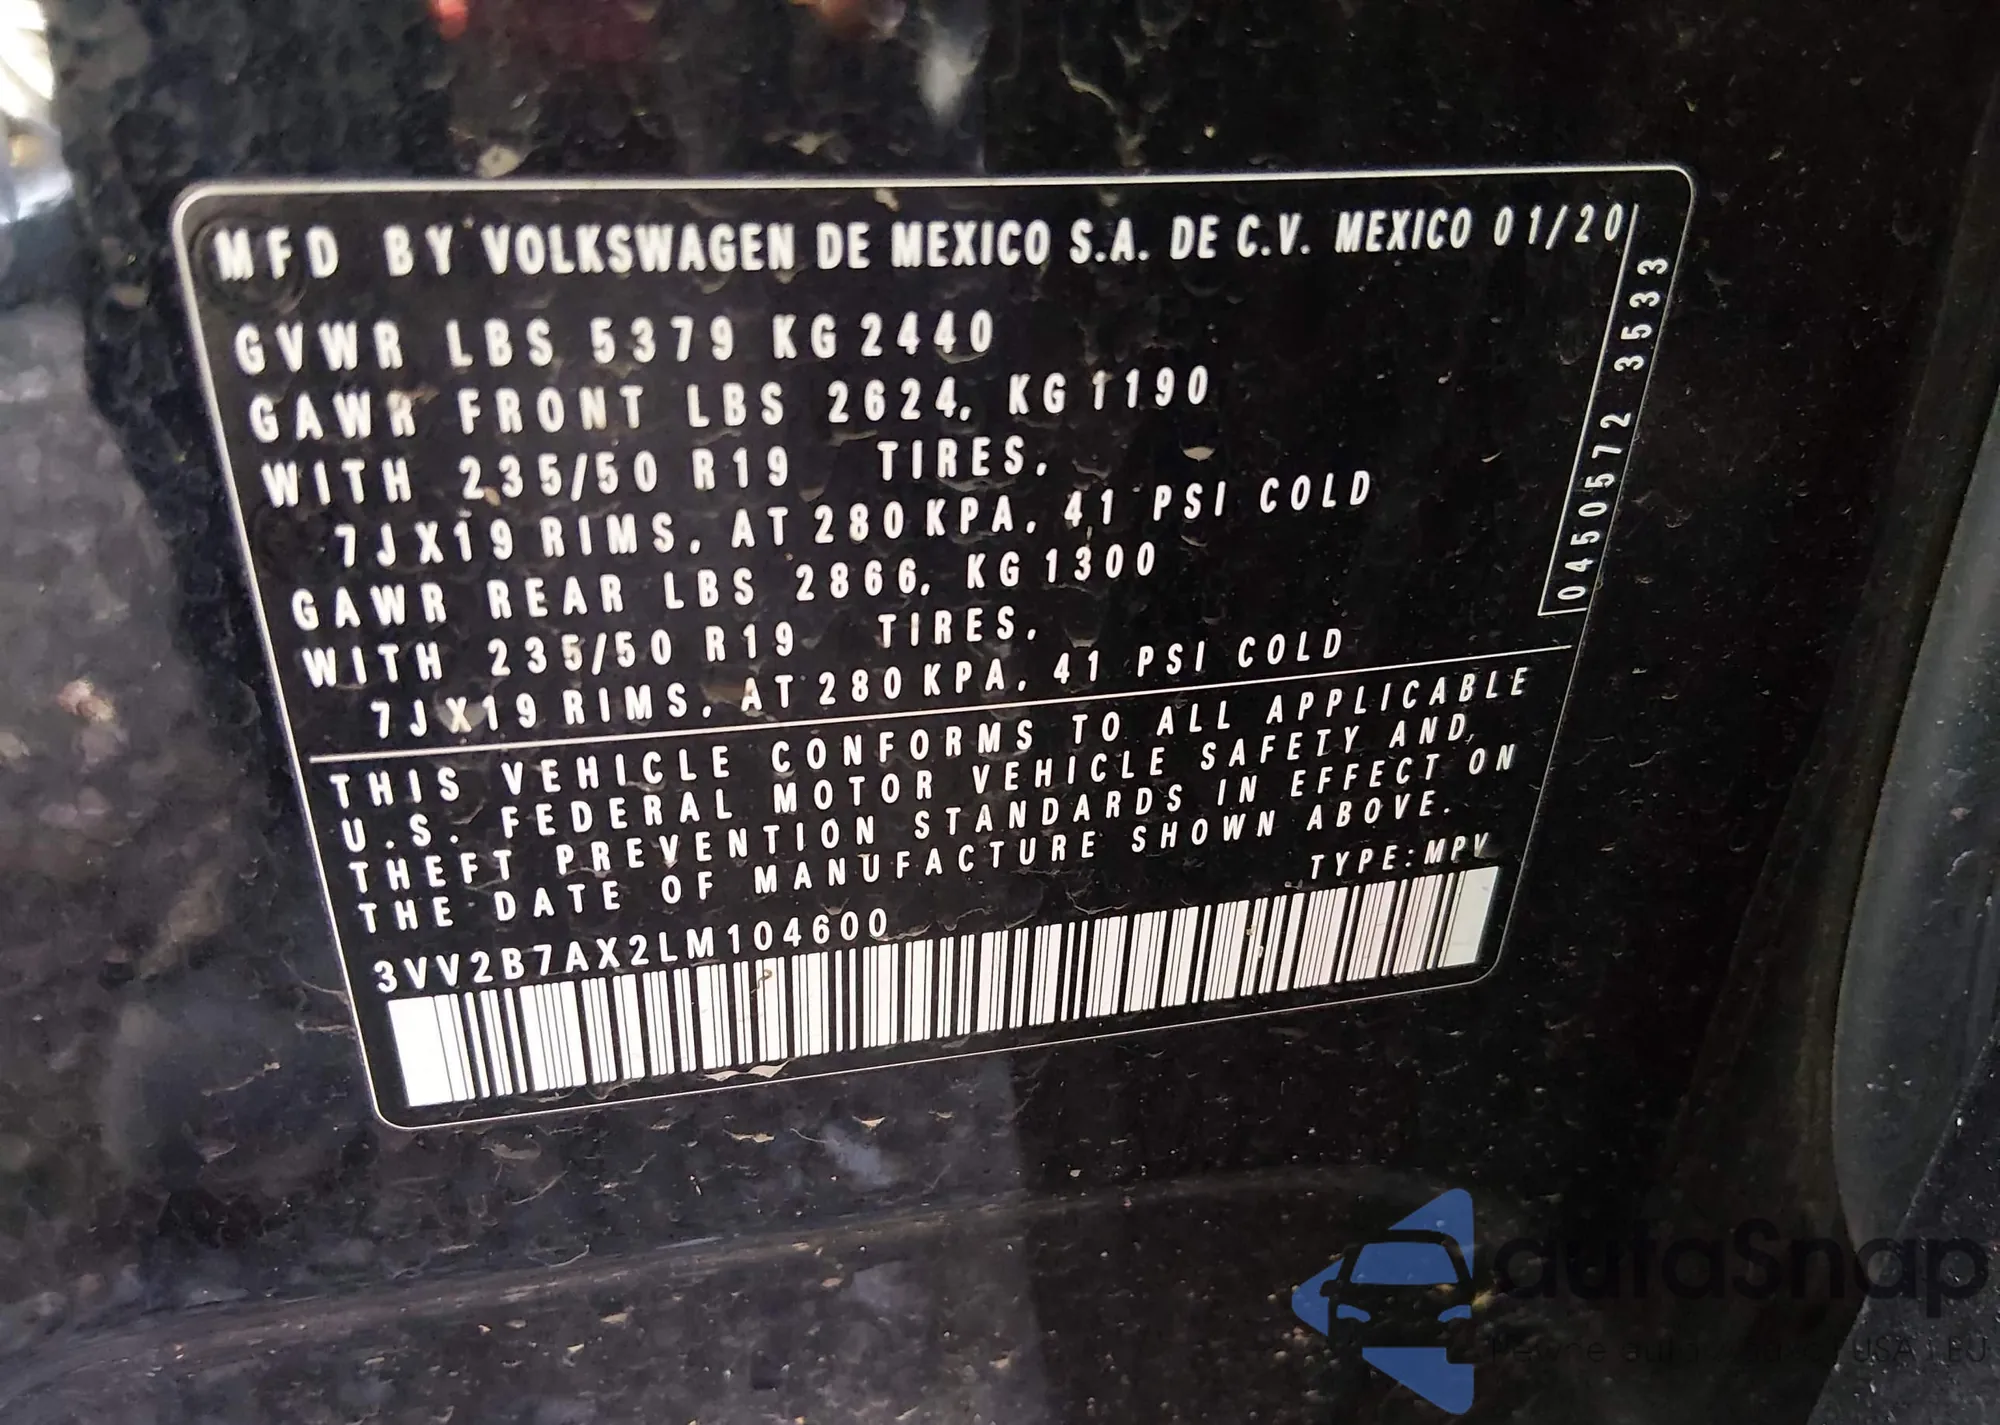 MFD BY VOLKSWAGEN DE MEXICO S.A. DE C.V. MEXICO 01/20
GVWR LBS 5379 KG 2440
GAWR FRONT LBS 2624, KG 1190
WITH 235/50 R19 TIRES,
7JX19 RIMS, AT 280 KPA, 41 PSI COLD
GAWR REAR LBS 2866, KG 1300
WITH 235/50 R19 TIRES,
7JX19 RIMS, AT 280 KPA, 41 PSI COLD
0450572 3533
THIS VEHICLE CONFORMS TO ALL APPLICABLE
U.S. FEDERAL MOTOR VEHICLE SAFETY AND,
THEFT PREVENTION STANDARDS IN EFFECT ON
THE DATE OF MANUFACTURE SHOWN ABOVE.
TYPE:MPV
3VV2B7AX2LM104600
autaSnap
USA i EU